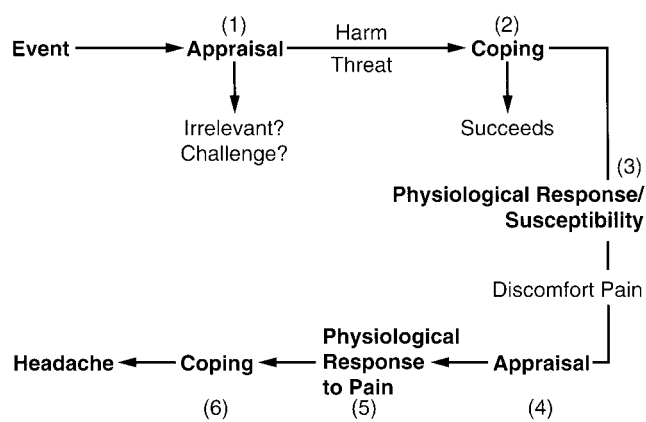 (1)
(2)
Event
Appraisal
Harm
Threat
Coping
Irrelevant?
Challenge?
Succeeds
(3)
Physiological Response/
Susceptibility
Discomfort Pain
Headache
Coping
Physiological
Response
to Pain
Appraisal
(6)
(5)
(4)